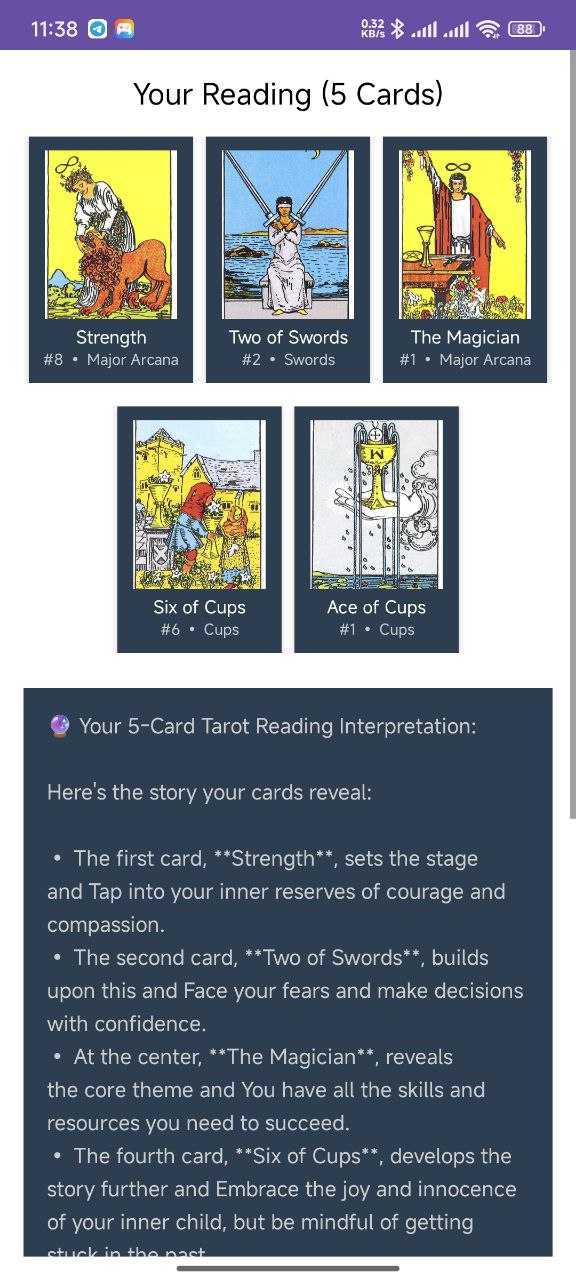 11:38 0.32 KB/s 88
Your Reading (5 Cards)
Strength
#8 • Major Arcana
Two of Swords
#2 • Swords
The Magician
#1 • Major Arcana
Six of Cups
#6 • Cups
Ace of Cups
#1 • Cups
🔮 Your 5-Card Tarot Reading Interpretation:
Here's the story your cards reveal:
• The first card, **Strength**, sets the stage
and Tap into your inner reserves of courage and
compassion.
• The second card, **Two of Swords**, builds
upon this and Face your fears and make decisions
with confidence.
• At the center, **The Magician**, reveals
the core theme and You have all the skills and
resources you need to succeed.
• The fourth card, **Six of Cups**, develops the
story further and Embrace the joy and innocence
of your inner child, but be mindful of getting
stuck in the past